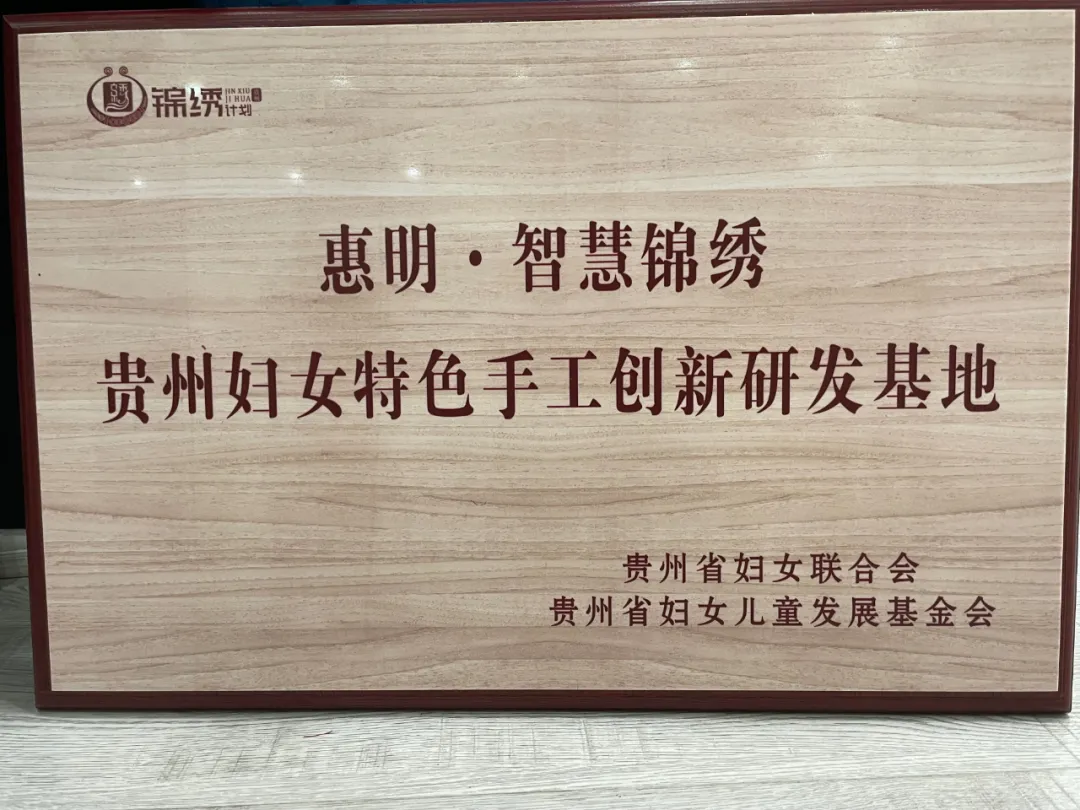 锦绣
JIN XIU
JI HUA
计划
惠明·智慧锦绣
贵州妇女特色手工创新研发基地
贵州省妇女联合会
贵州省妇女儿童发展基金会